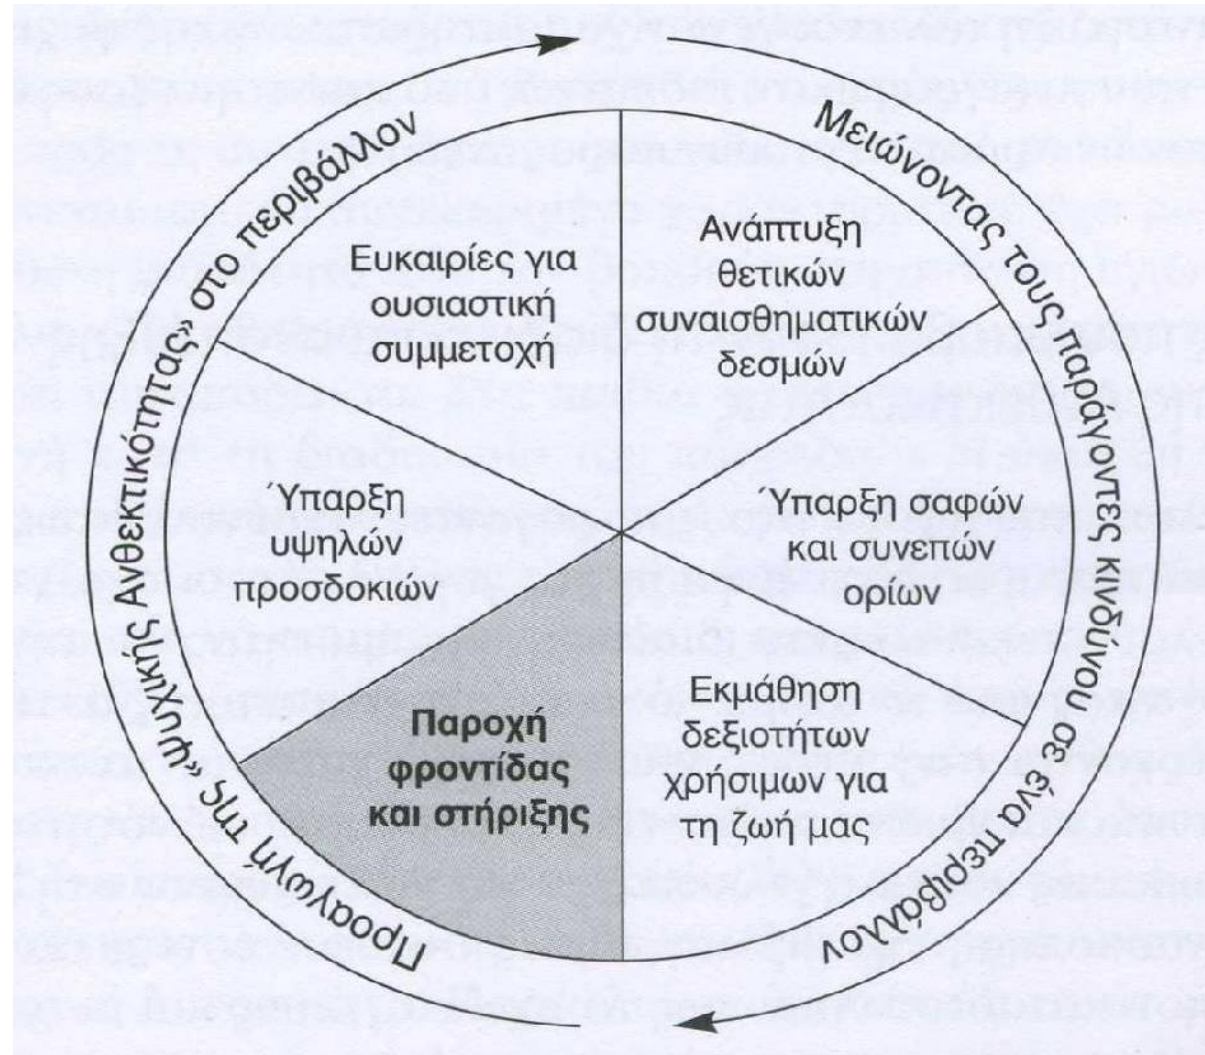 Προαγωγή της «ψυχικής Ανθεκτικότητας» στο περιβάλλον
Μειώνοντας τους παράγοντες κινδύνου σε ένα περιβάλλον
Ευκαιρίες για
ουσιαστική
συμμετοχή
Ανάπτυξη
θετικών
συναισθηματικών
δεσμών
Ύπαρξη
υψηλών
προσδοκιών
Ύπαρξη σαφών
και συνεπών
ορίων
Παροχή
φροντίδας
και στήριξης
Εκμάθηση
δεξιοτήτων
χρήσιμων για
τη ζωή μας